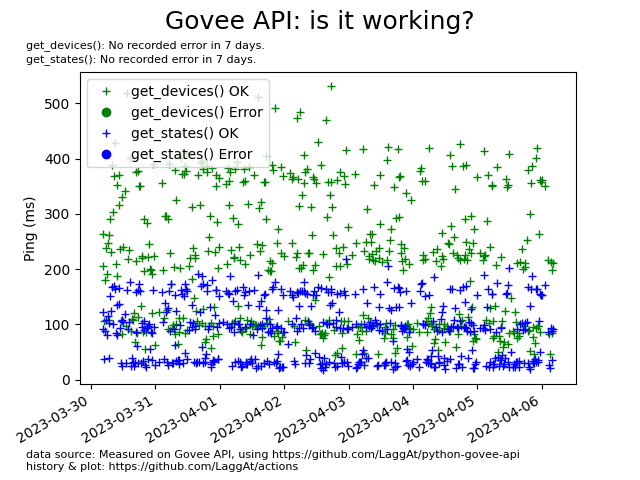 Govee API: is it working?
get_devices(): No recorded error in 7 days.
get_states(): No recorded error in 7 days.
get_devices() OK
get_devices() Error
get_states() OK
get_states() Error
Ping (ms)
500
400
300
200
100
0
2023-03-30
2023-03-31
2023-04-01
2023-04-02
2023-04-03
2023-04-04
2023-04-05
2023-04-06
data source: Measured on Govee API, using https://github.com/LaggAt/python-govee-api
history & plot: https://github.com/LaggAt/actions